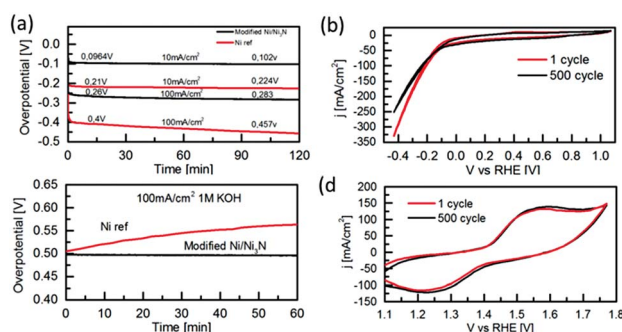 (a)
Modified Ni/Ni₃N
Ni ref
0.0964V 10mA/cm² 0.102v
0.21V 10mA/cm² 0.224V
0.26V 100mA/cm² 0.283
0.4V 100mA/cm² 0.457v
Overpotential [V]
0.0
-0.1
-0.2
-0.3
-0.4
-0.5
0 30 60 90 120
Time [min]
(b)
1 cycle
500 cycle
j [mA/cm²]
50
0
-50
-100
-150
-200
-250
-300
-350
-0.4 -0.2 0.0 0.2 0.4 0.6 0.8 1.0
V vs RHE [V]
100mA/cm² 1M KOH
Ni ref
Modified Ni/Ni₃N
Overpotential [V]
0.65
0.60
0.55
0.50
0.45
0.40
0 10 20 30 40 50 60
Time [min]
(d)
1 cycle
500 cycle
j [mA/cm²]
200
150
100
50
0
-50
-100
1.1 1.2 1.3 1.4 1.5 1.6 1.7 1.8
V vs RHE [V]